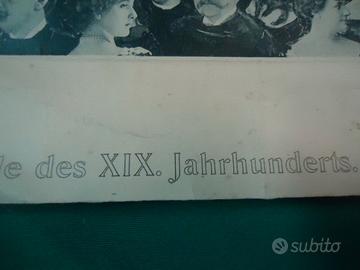 des XIX. Jahrhunderts.
subito